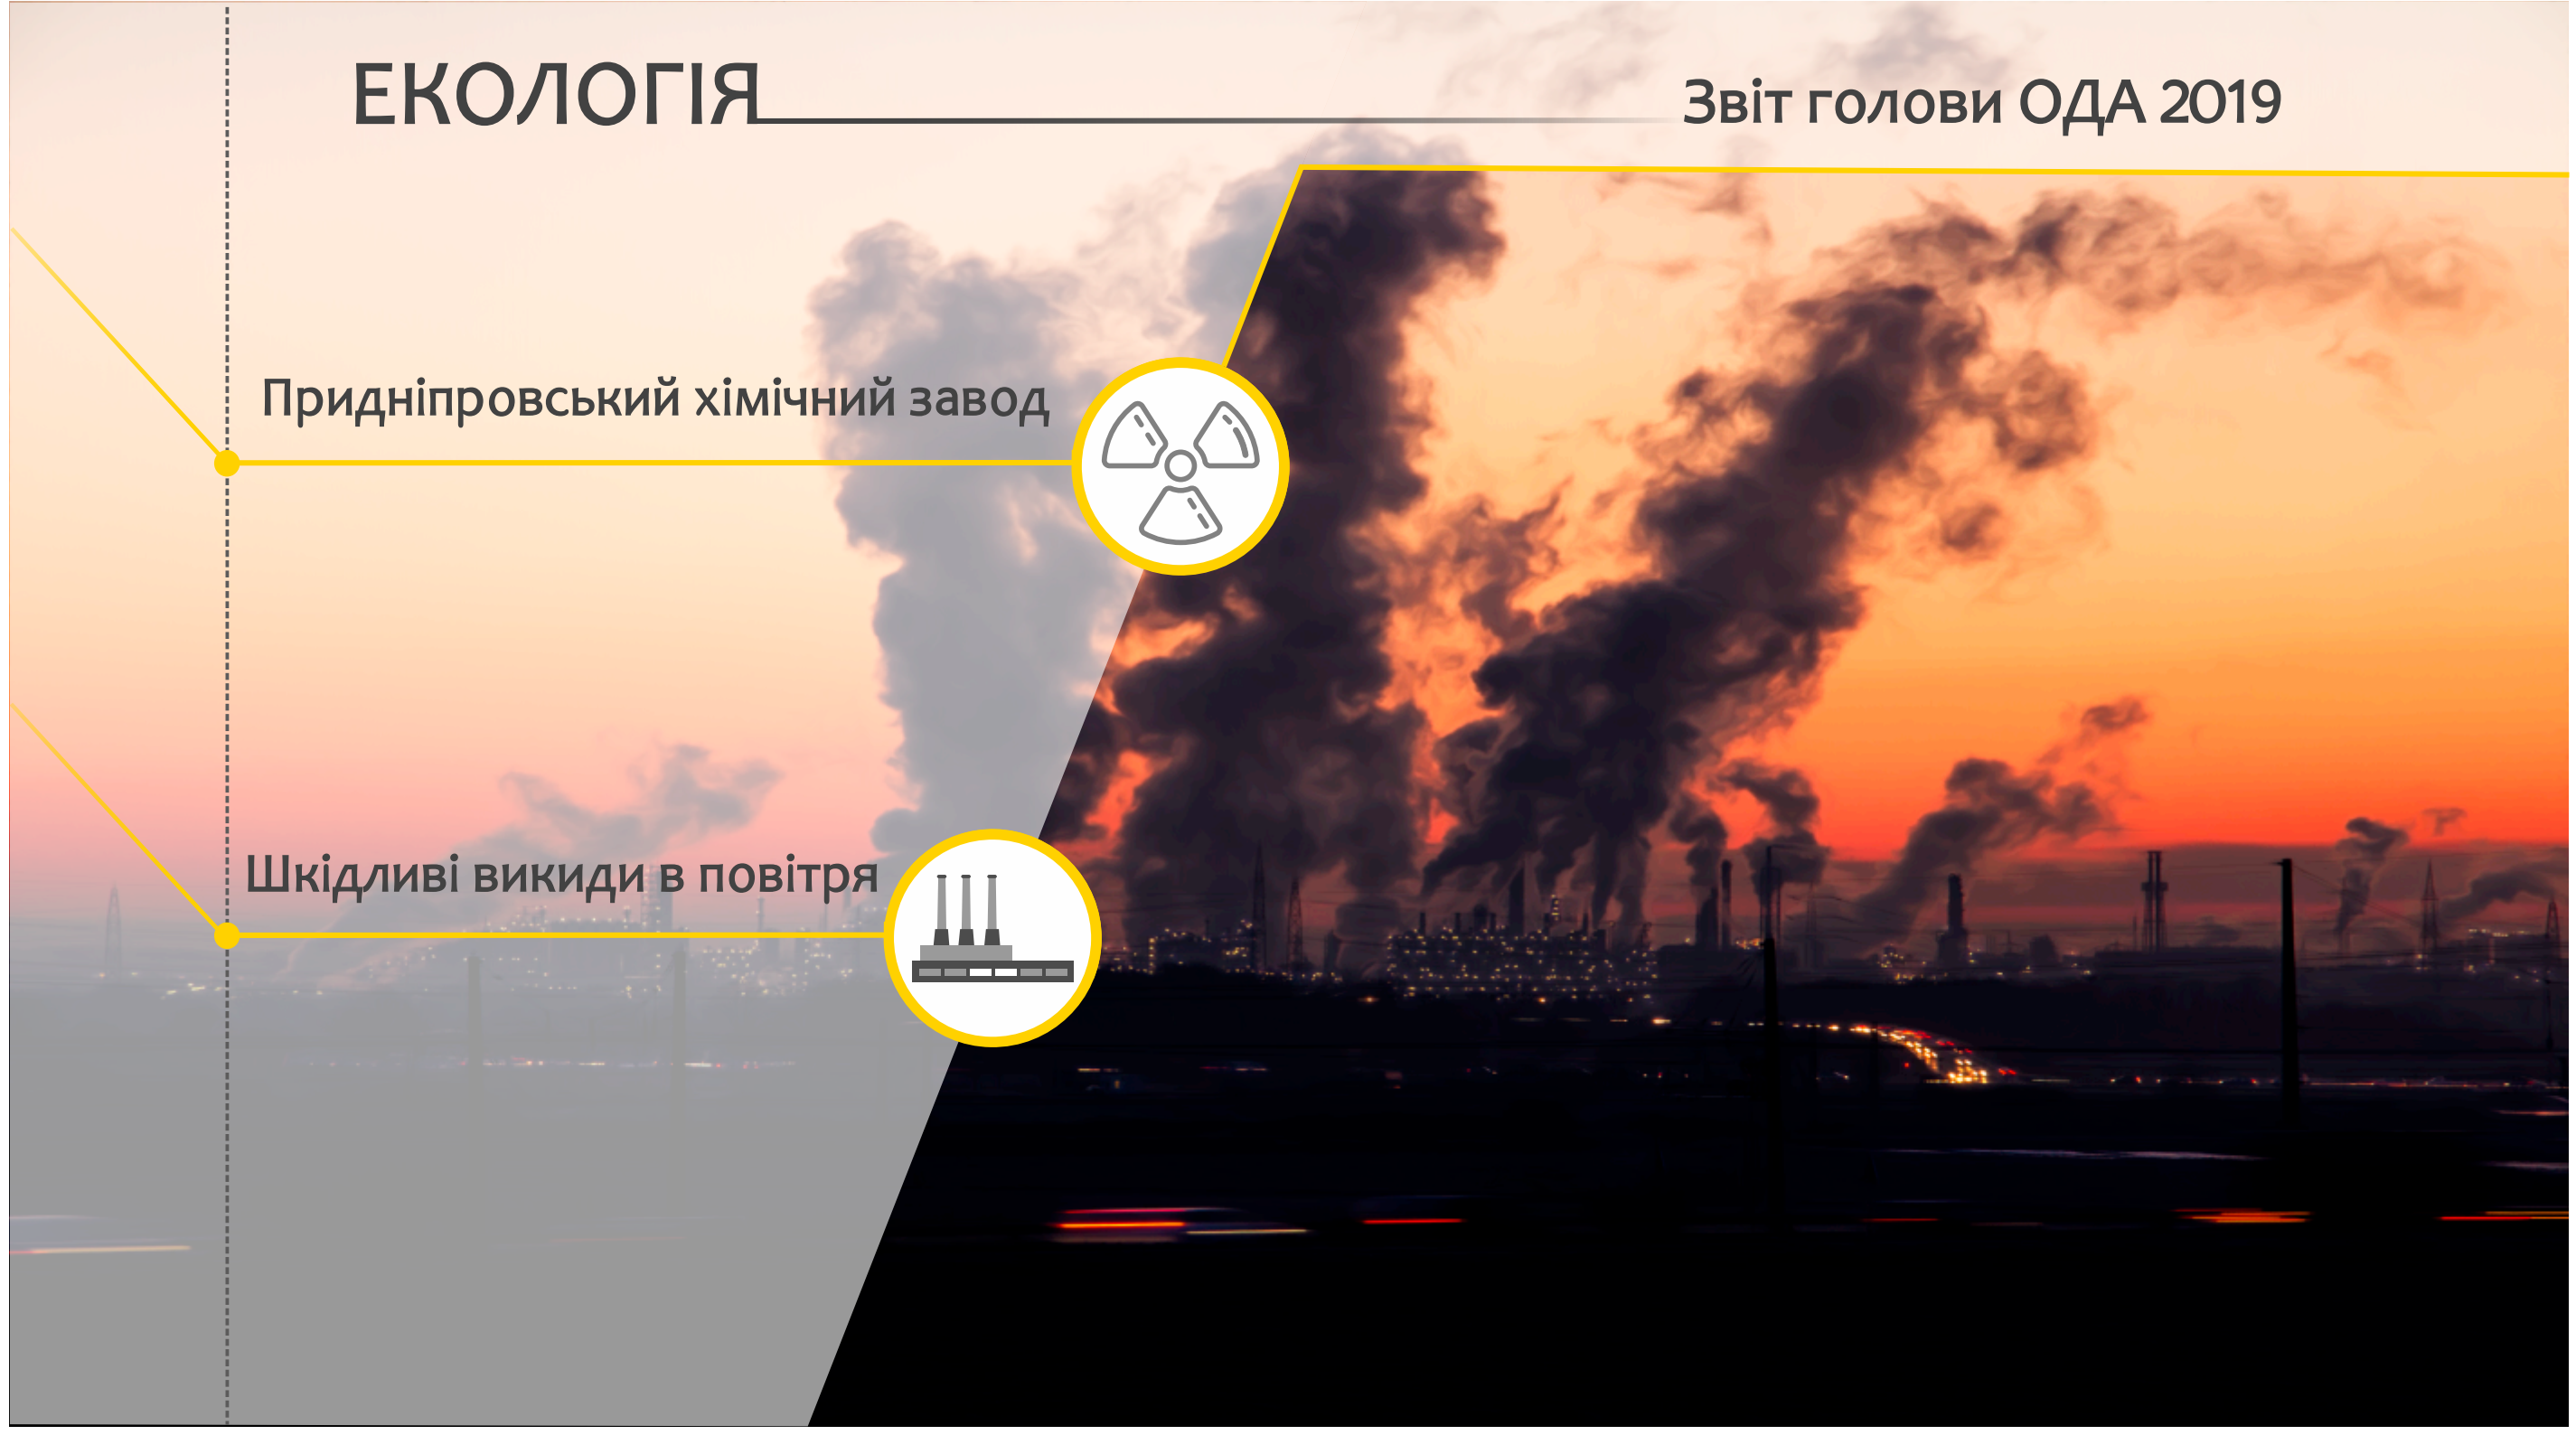 ЕКОЛОГІЯ
Звіт голови ОДА 2019
Придніпровський хімічний завод
Шкідливі викиди в повітря